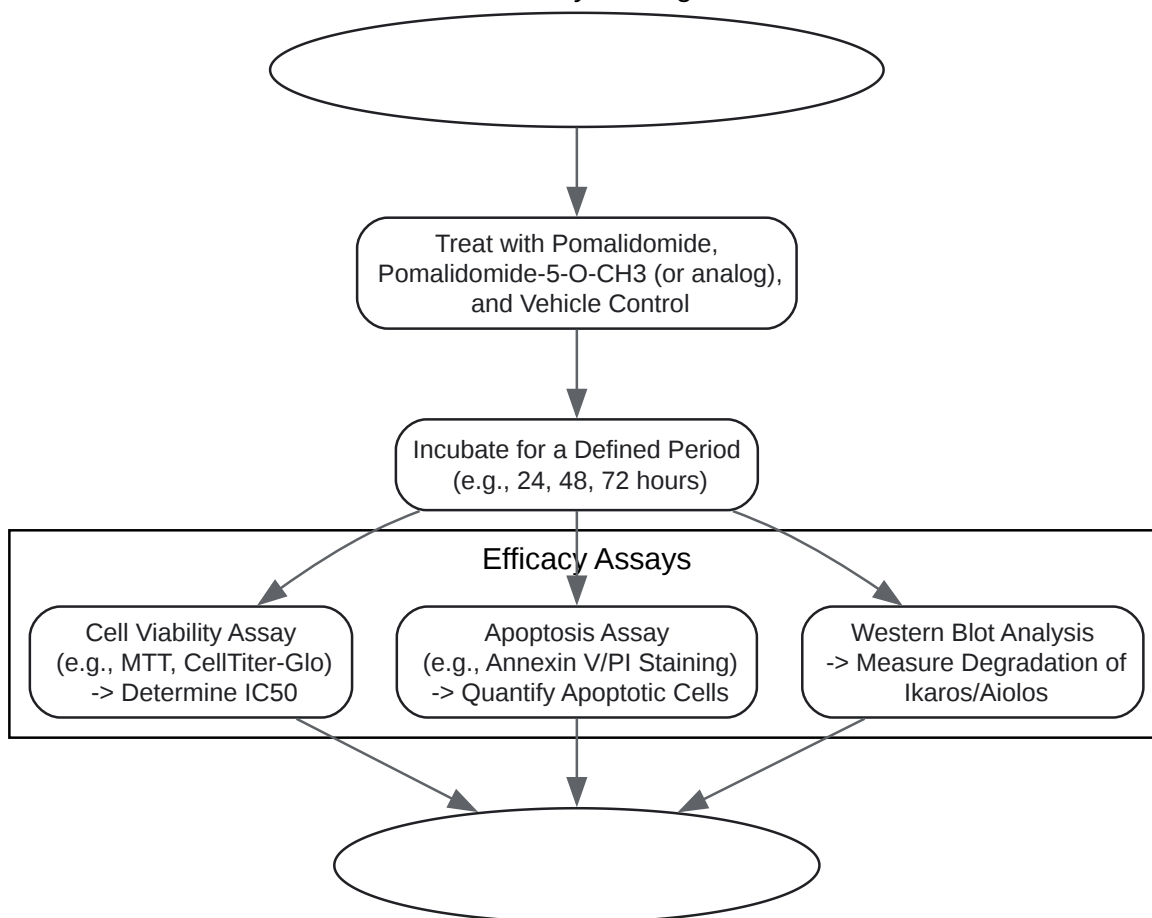 Treat with Pomalidomide,
Pomalidomide-5-O-CH3 (or analog),
and Vehicle Control
Incubate for a Defined Period
(e.g., 24, 48, 72 hours)
Efficacy Assays
Cell Viability Assay
(e.g., MTT, CellTiter-Glo)
-> Determine IC50
Apoptosis Assay
(e.g., Annexin V/PI Staining)
-> Quantify Apoptotic Cells
Western Blot Analysis
-> Measure Degradation of
Ikaros/Aiolos